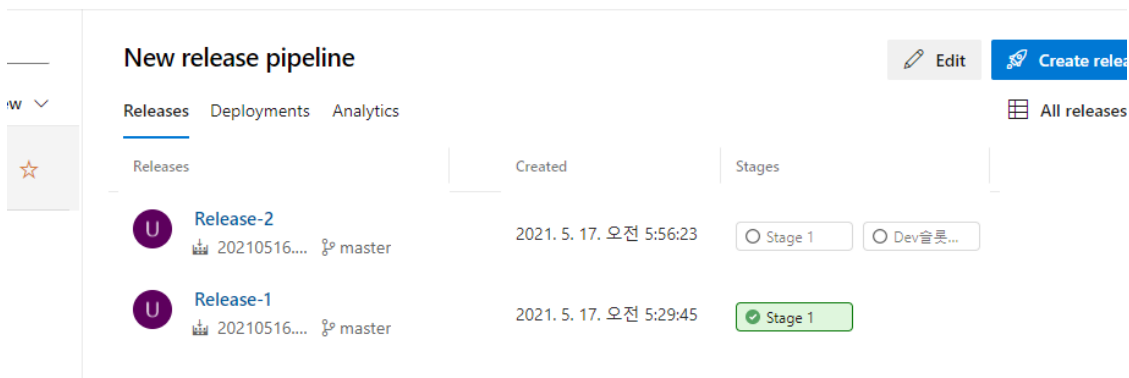 New release pipeline
Edit
Create relea
ew
Releases Deployments Analytics
All releases
Releases Created Stages
U Release-2
20210516.... master
2021. 5. 17. 오전 5:56:23
Stage 1
Dev슬롯...
U Release-1
20210516.... master
2021. 5. 17. 오전 5:29:45
Stage 1